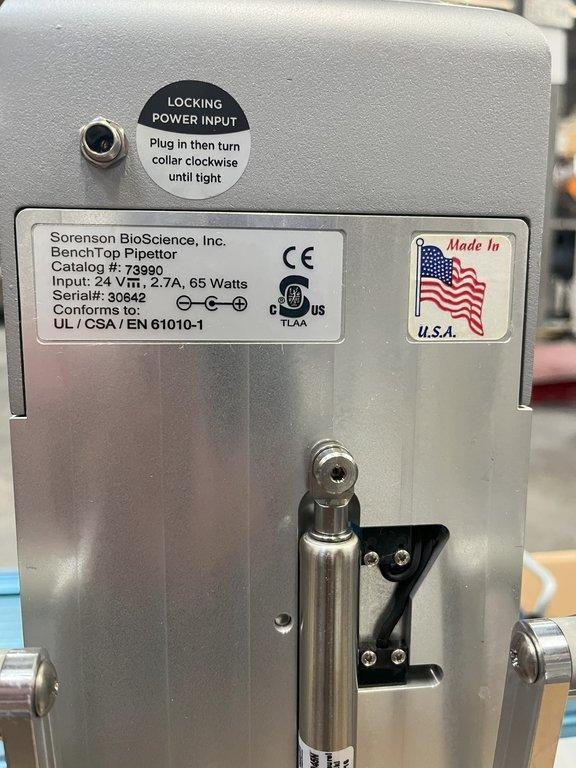 LOCKING
POWER INPUT
Plug in then turn
collar clockwise
until tight
Sorenson BioScience, Inc.
BenchTop Pipettor
Catalog #: 73990
Input: 24 V⎓, 2.7A, 65 Watts
Serial#: 30642
Conforms to:
UL / CSA / EN 61010-1
CE
C US
TLAA
Made In
U.S.A.